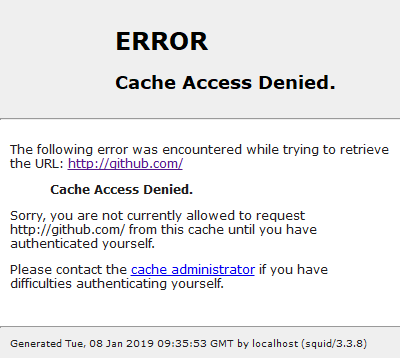 ERROR
Cache Access Denied.
The following error was encountered while trying to retrieve
the URL: http://github.com/
Cache Access Denied.
Sorry, you are not currently allowed to request
http://github.com/ from this cache until you have
authenticated yourself.
Please contact the cache administrator if you have
difficulties authenticating yourself.
Generated Tue, 08 Jan 2019 09:35:53 GMT by localhost (squid/3.3.8)